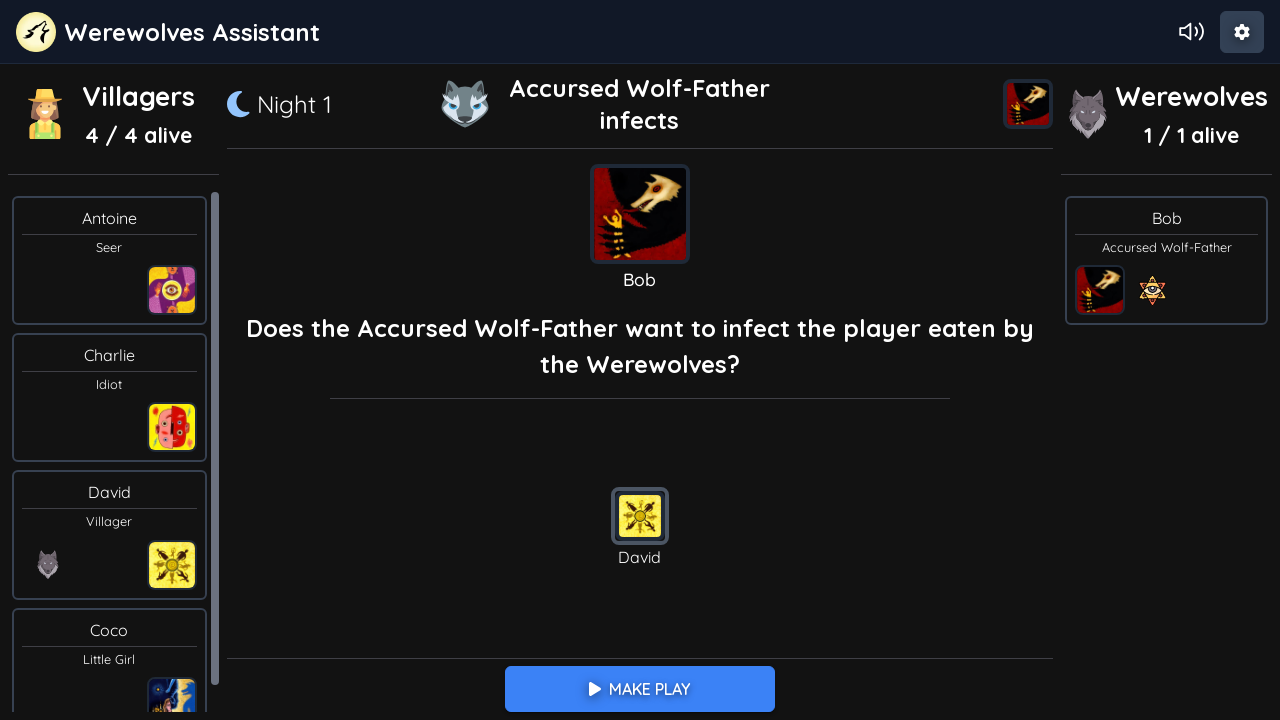 Werewolves Assistant
Villagers
4 / 4 alive
Antoine
Seer
Charlie
Idiot
David
Villager
Coco
Little Girl
Night 1
Accursed Wolf-Father
infects
Bob
Does the Accursed Wolf-Father want to infect the player eaten by
the Werewolves?
David
MAKE PLAY
Werewolves
1 / 1 alive
Bob
Accursed Wolf-Father